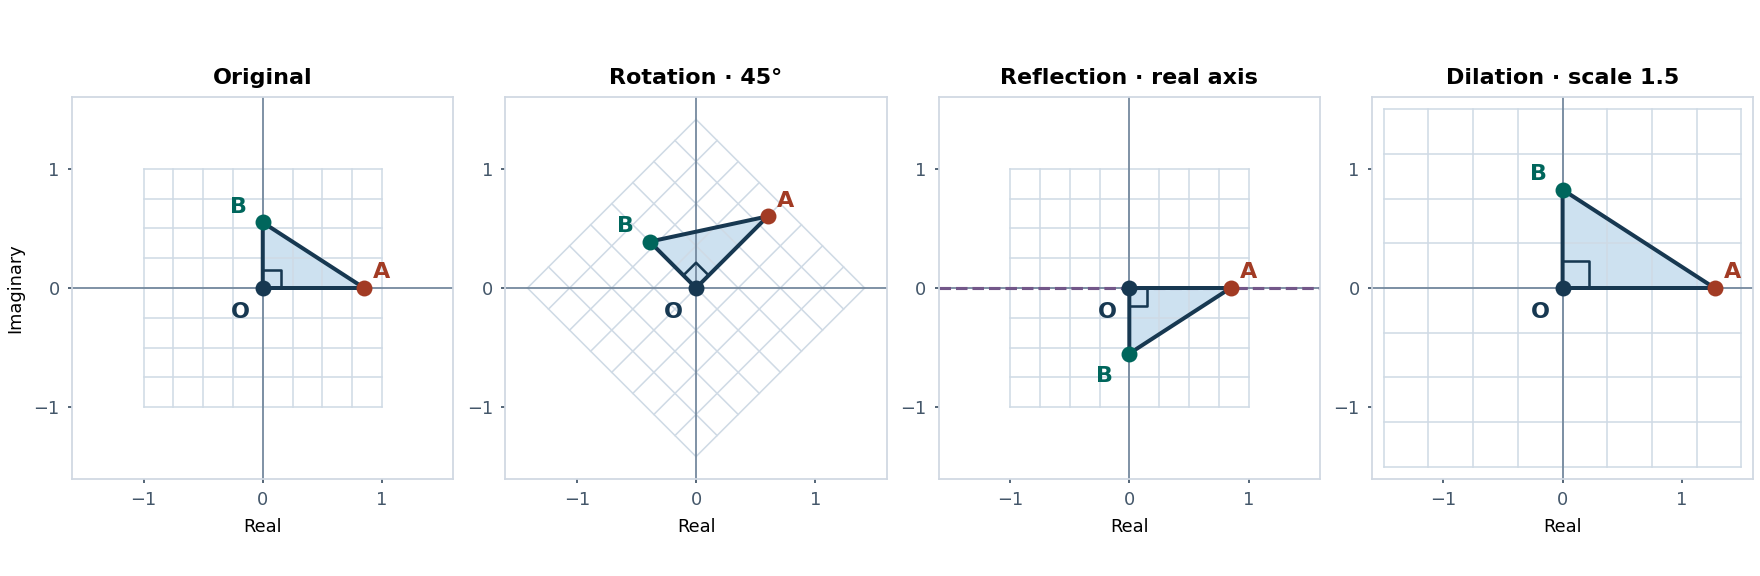 Original
Rotation · 45°
Reflection · real axis
Dilation · scale 1.5
Imaginary
1
0
−1
−1
0
1
Real
B
A
O
1
0
−1
−1
0
1
Real
B
A
O
1
0
−1
−1
0
1
Real
A
O
B
1
0
−1
−1
0
1
Real
B
A
O